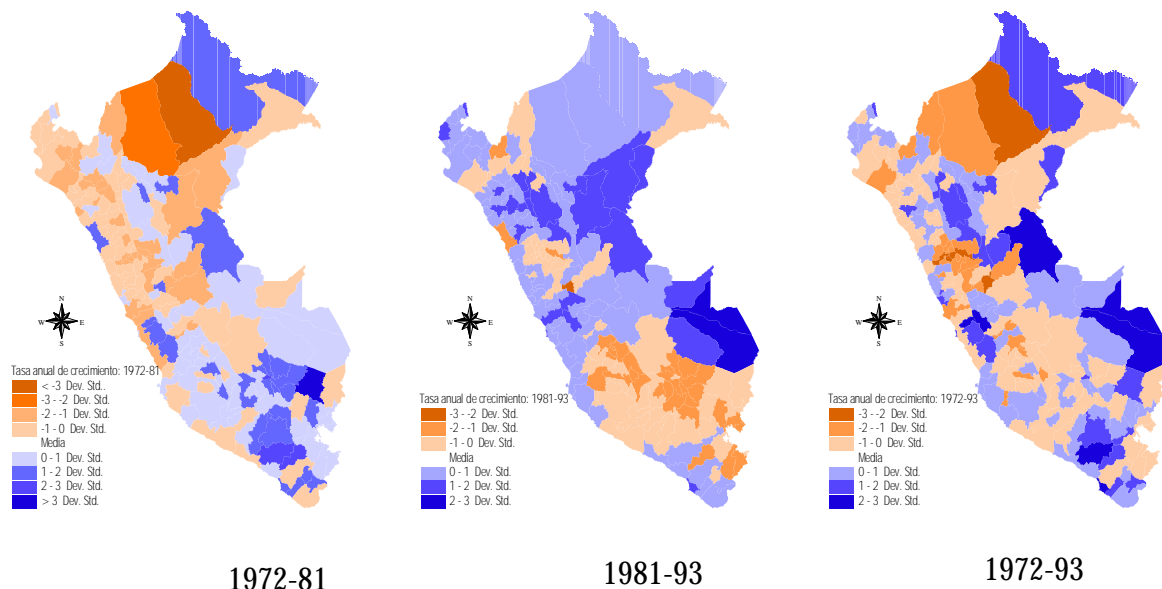 N
W E
S
Tasa anual de crecimiento: 1972-81
< -3 Dev. Std..
-3 - -2 Dev. Std.
-2 - -1 Dev. Std.
-1 - 0 Dev. Std.
Media
0 - 1 Dev. Std.
1 - 2 Dev. Std.
2 - 3 Dev. Std.
> 3 Dev. Std.
1972-81
N
W E
S
Tasa anual de crecimiento: 1981-93
-3 - -2 Dev. Std.
-2 - -1 Dev. Std.
-1 - 0 Dev. Std.
Media
0 - 1 Dev. Std.
1 - 2 Dev. Std.
2 - 3 Dev. Std.
1981-93
N
W E
S
Tasa anual de crecimiento: 1972-93
-3 - -2 Dev. Std.
-2 - -1 Dev. Std.
-1 - 0 Dev. Std.
Media
0 - 1 Dev. Std.
1 - 2 Dev. Std.
2 - 3 Dev. Std.
1972-93